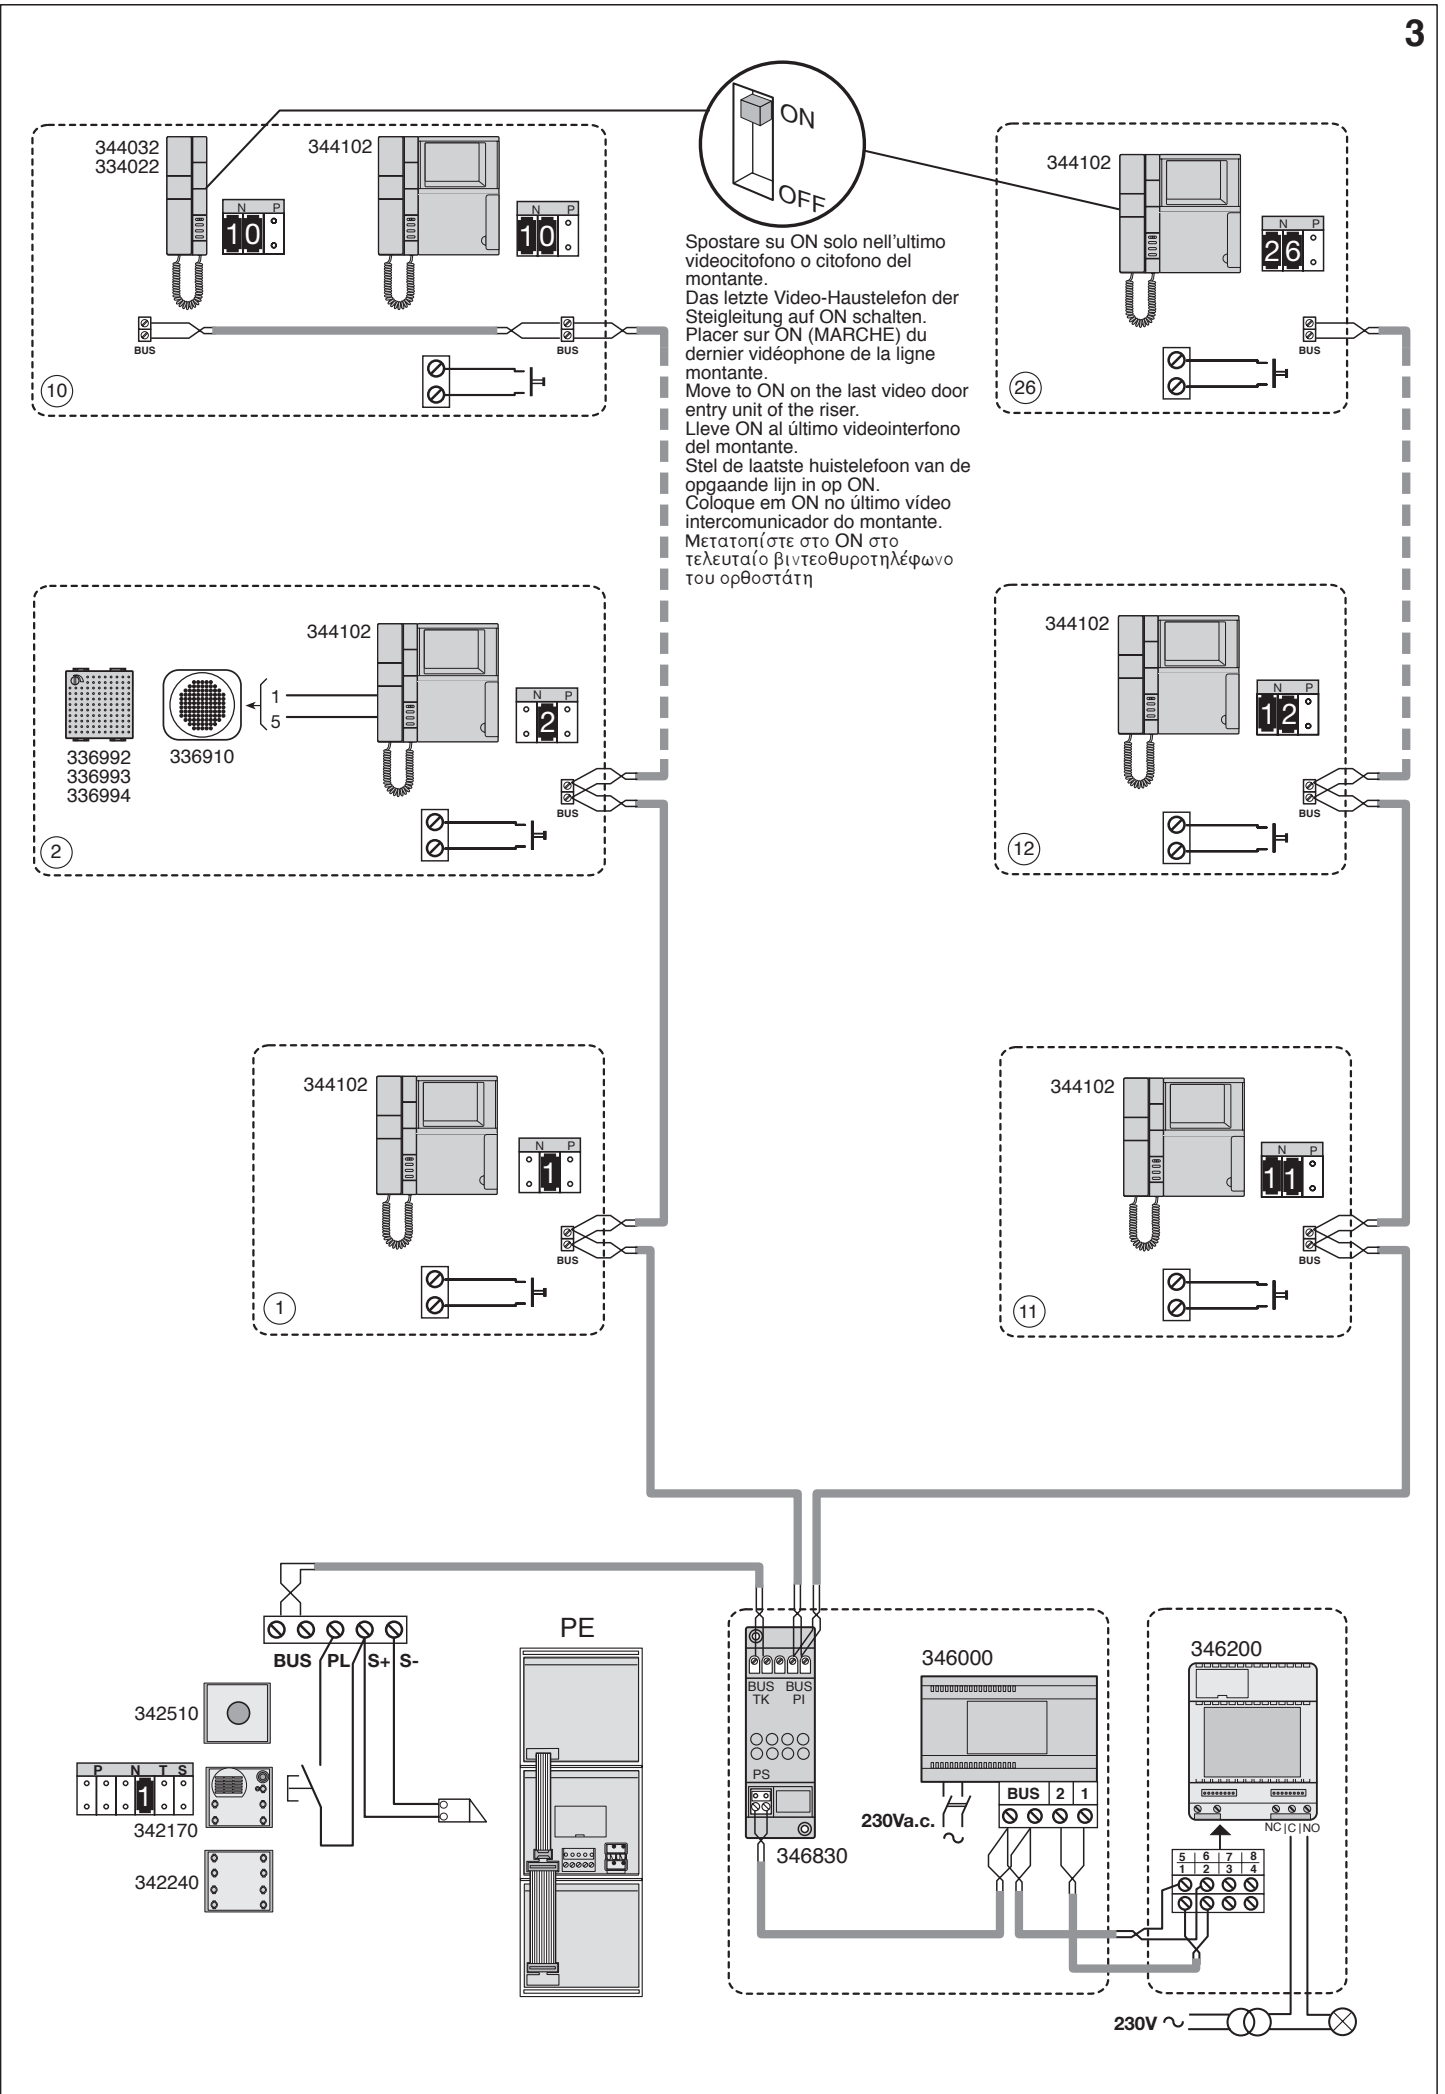 3
344032
334022
N P
10
344102
N P
10
BUS
BUS
10
ON
OFF
Spostare su ON solo nell'ultimo
videocitofono o citofono del
montante.
Das letzte Video-Haustelefon der
Steigleitung auf ON schalten.
Placer sur ON (MARCHE) du
dernier vidéophone de la ligne
montante.
Move to ON on the last video door
entry unit of the riser.
Lleve ON al último videointerfono
del montante.
Stel de laatste huistelefoon van de
opgaande lijn in op ON.
Coloque em ON no último vídeo
intercomunicador do montante.
Μετατοπίστε στο ON στο
τελευταίο βιντεοθυροτηλέφωνο
του ορθοστάτη
344102
N P
26
BUS
26
344102
336992
336993
336994
336910
1
5
N P
2
BUS
2
344102
N P
12
BUS
12
344102
N P
1
BUS
1
344102
N P
11
BUS
11
BUS PL S+ S-
342510
P N T S
1
342170
342240
PE
BUS BUS
TK PI
PS
346830
346000
BUS 2 1
230Va.c.
346200
NC|C|NO
5 6 7 8
1 2 3 4
230V